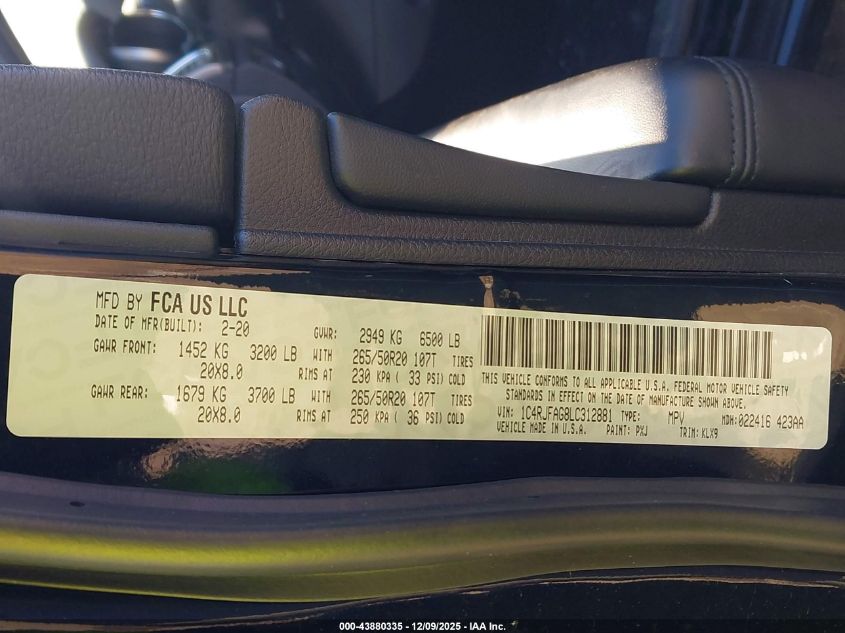 MFD BY FCA US LLC
DATE OF MFR(BUILT): 2-20 GVWR: 2949 KG 6500 LB
GAWR FRONT: 1452 KG 3200 LB WITH 265/50R20 107T TIRES
20X8.0 RIMS AT 230 KPA ( 33 PSI) COLD
GAWR REAR: 1679 KG 3700 LB WITH 265/50R20 107T TIRES
20X8.0 RIMS AT 250 KPA ( 36 PSI) COLD
THIS VEHICLE CONFORMS TO ALL APPLICABLE U.S.A. FEDERAL MOTOR VEHICLE SAFETY
STANDARDS IN EFFECT ON THE DATE OF MANUFACTURE SHOWN ABOVE.
VIN: 1C4RJFAG8LC312881 TYPE: MPV MDH: 022416 423AA
VEHICLE MADE IN U.S.A. PAINT: PXJ TRIM: KLX9
000-43880335 - 12/09/2025 - IAA Inc.